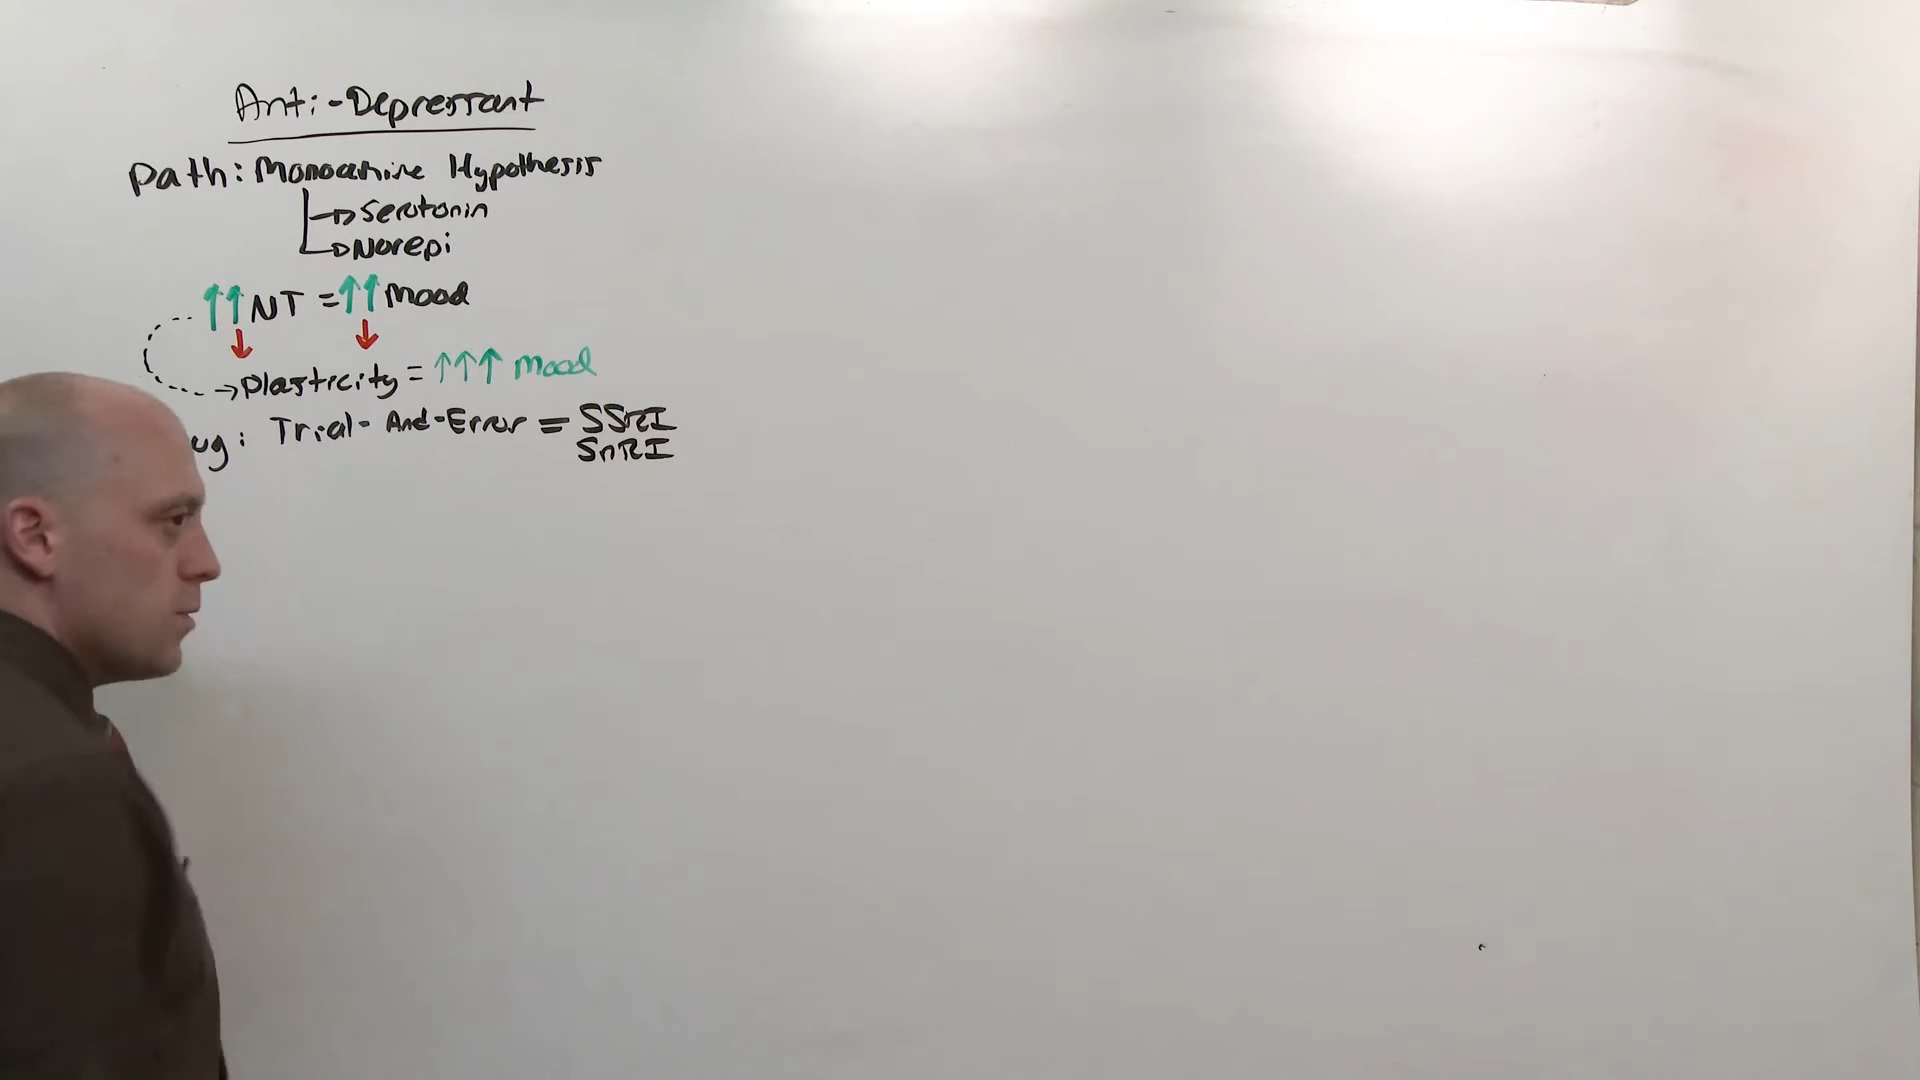 Anti-Depressant
Path: Monoamine Hypothesis
→ Serotonin
→ Norepi
↑↑ NT = ↑↑ Mood
↓ ↓
→ Plasticity = ↑↑↑ mood
ug: Trial-And-Error = SSRI
SnRI